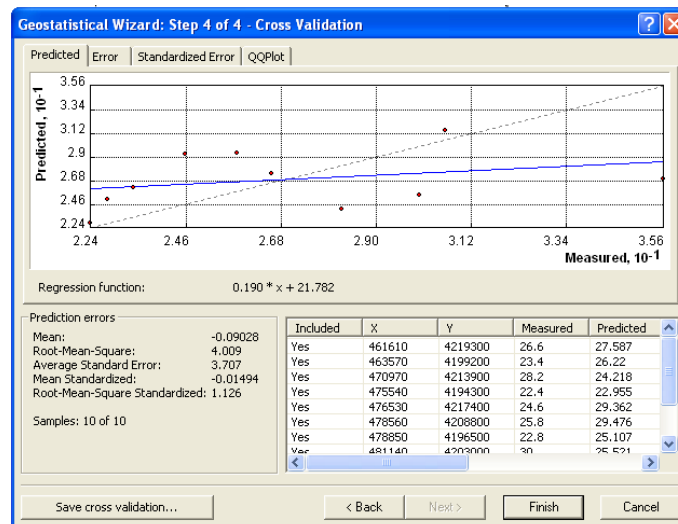 Geostatistical Wizard: Step 4 of 4 - Cross Validation
Predicted Error Standardized Error QQPlot
Predicted, 10-1
3.56
3.34
3.12
2.9
2.68
2.46
2.24
2.24 2.46 2.68 2.90 3.12 3.34 3.56
Measured, 10-1
Regression function: 0.190 * x + 21.782
Prediction errors
Mean: -0.09028
Root-Mean-Square: 4.009
Average Standard Error: 3.707
Mean Standardized: -0.01494
Root-Mean-Square Standardized: 1.126
Samples: 10 of 10
Included X Y Measured Predicted
Yes 461610 4219300 26.6 27.587
Yes 463570 4199200 23.4 26.22
Yes 470970 4213900 28.2 24.218
Yes 475540 4194300 22.4 22.955
Yes 476530 4217400 24.6 29.362
Yes 478560 4208800 25.8 29.476
Yes 478850 4196500 22.8 25.107
Yes 481140 4203000 30 25.521
Save cross validation... < Back Next > Finish Cancel